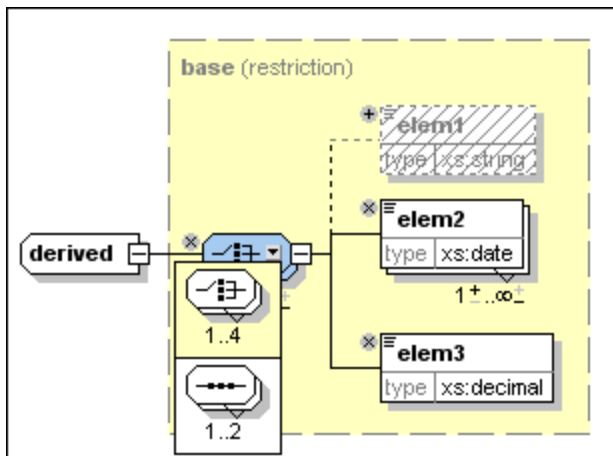 base (restriction)
elem1
type xs:string
elem2
derived
type xs:date
1..∞
1..4
elem3
type xs:decimal
1..2